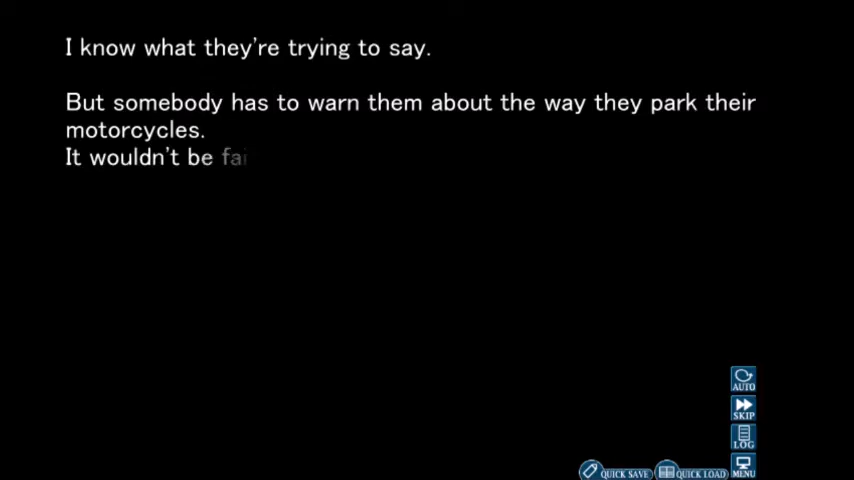 I know what they're trying to say.
But somebody has to warn them about the way they park their
motorcycles.
It wouldn't be fai
AUTO
SKIP
LOG
MENU
QUICK SAVE
QUICK LOAD